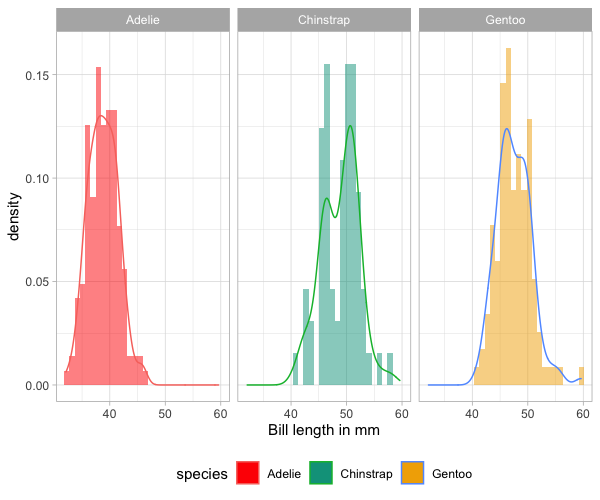 Adelie Chinstrap Gentoo
density
0.15
0.10
0.05
0.00
40 50 60 40 50 60 40 50 60
Bill length in mm
species Adelie Chinstrap Gentoo